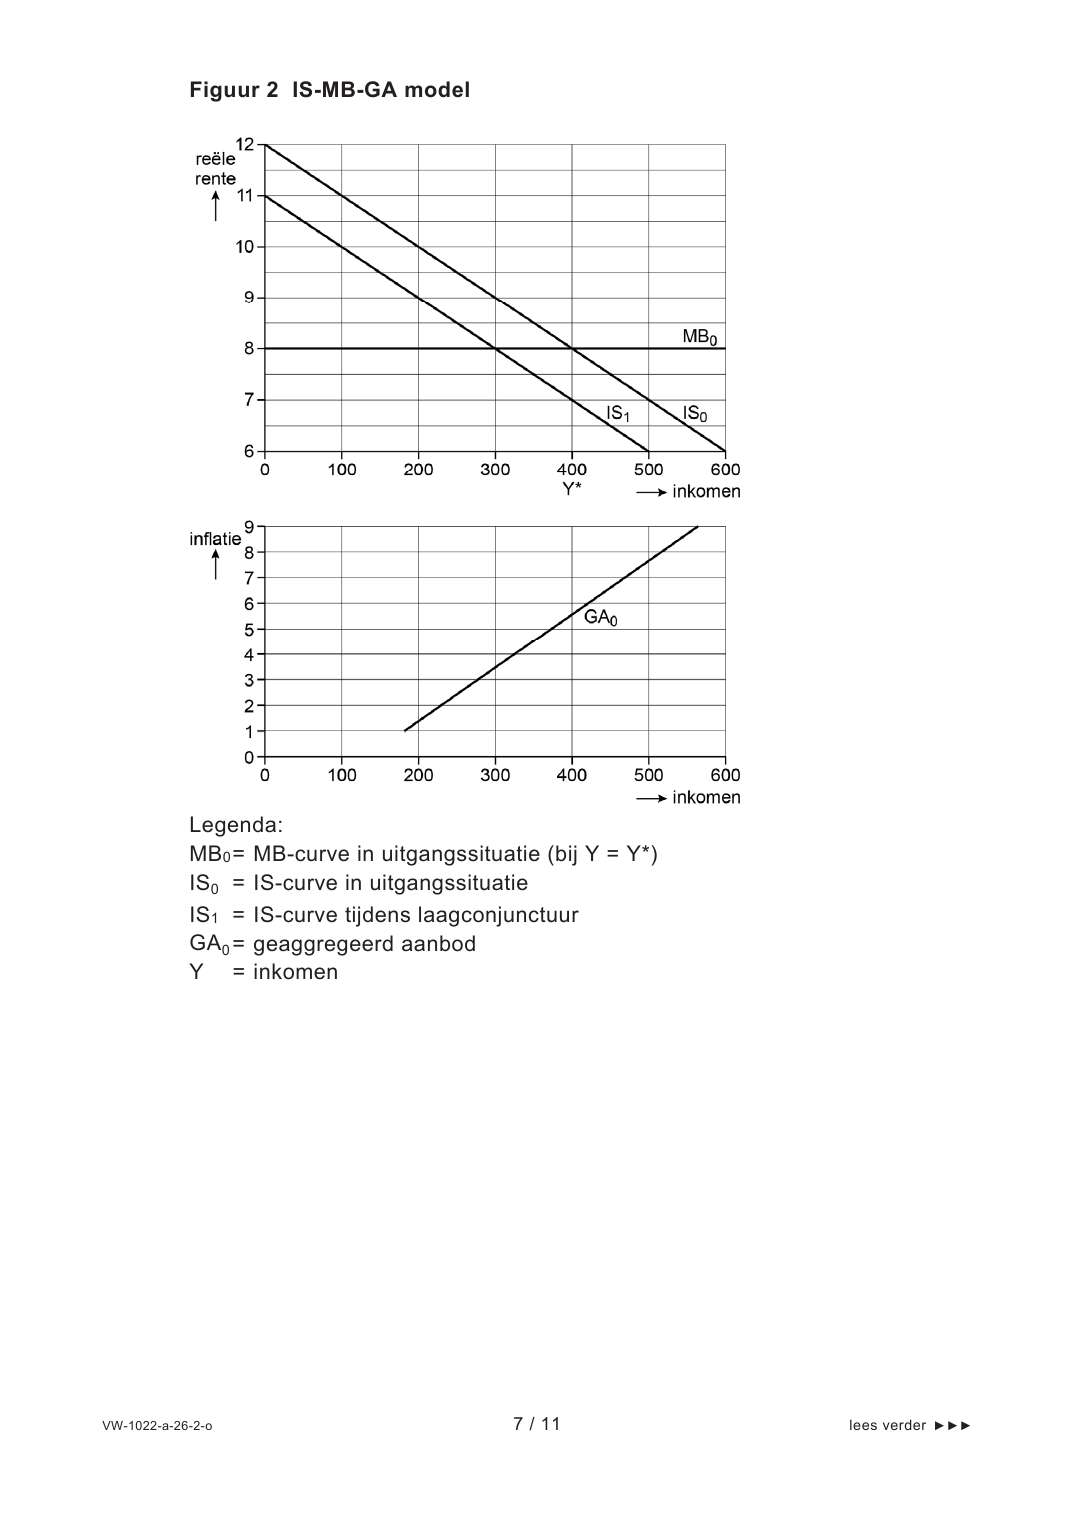 Figuur 2 IS-MB-GA model
12
reële
rente
11
10
9
MB0
8
7
IS1 IS0
6
0 100 200 300 400 500 600
Y* inkomen
9
inflatie
8
7
6
GA0
5
4
3
2
1
0
0 100 200 300 400 500 600
inkomen
Legenda:
MB0 = MB-curve in uitgangssituatie (bij Y = Y*)
IS0 = IS-curve in uitgangssituatie
IS1 = IS-curve tijdens laagconjunctuur
GA0 = geaggregeerd aanbod
Y = inkomen
VW-1022-a-26-2-o 7 / 11 lees verder ►►►